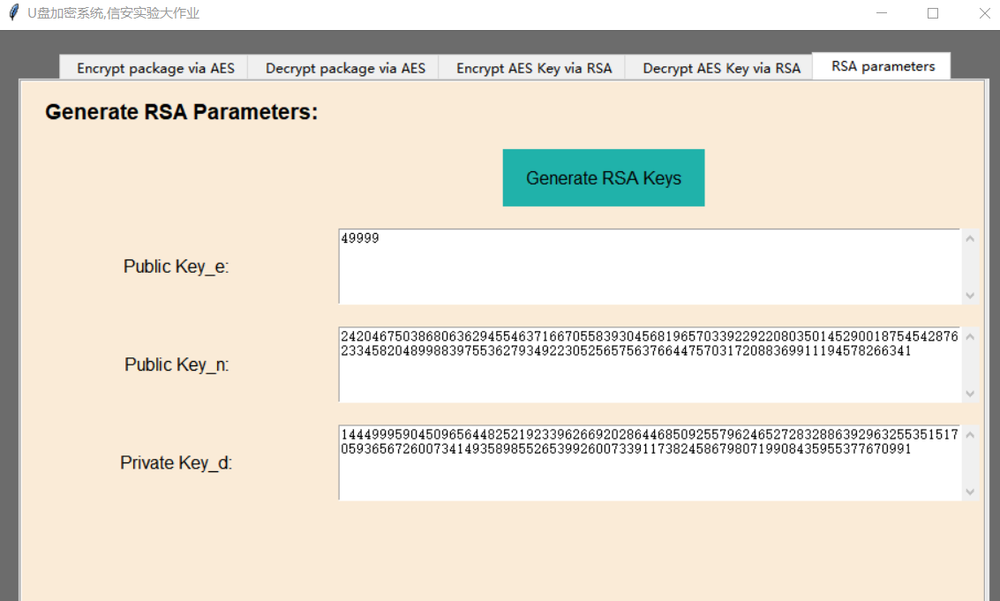 U盘加密系统,信安实验大作业
Encrypt package via AES
Decrypt package via AES
Encrypt AES Key via RSA
Decrypt AES Key via RSA
RSA parameters
Generate RSA Parameters:
Generate RSA Keys
Public Key_e:
49999
Public Key_n:
24204675038680636294554637166705583930456819657033922922080350145290018754542876
23345820489988397553627934922305256575637664475703172088369911194578266341
Private Key_d:
1444999590450965644825219233962669202864468509255796246527283288639296325535151 7
05936567260073414935898552653992600733911738245867980719908435955377670991